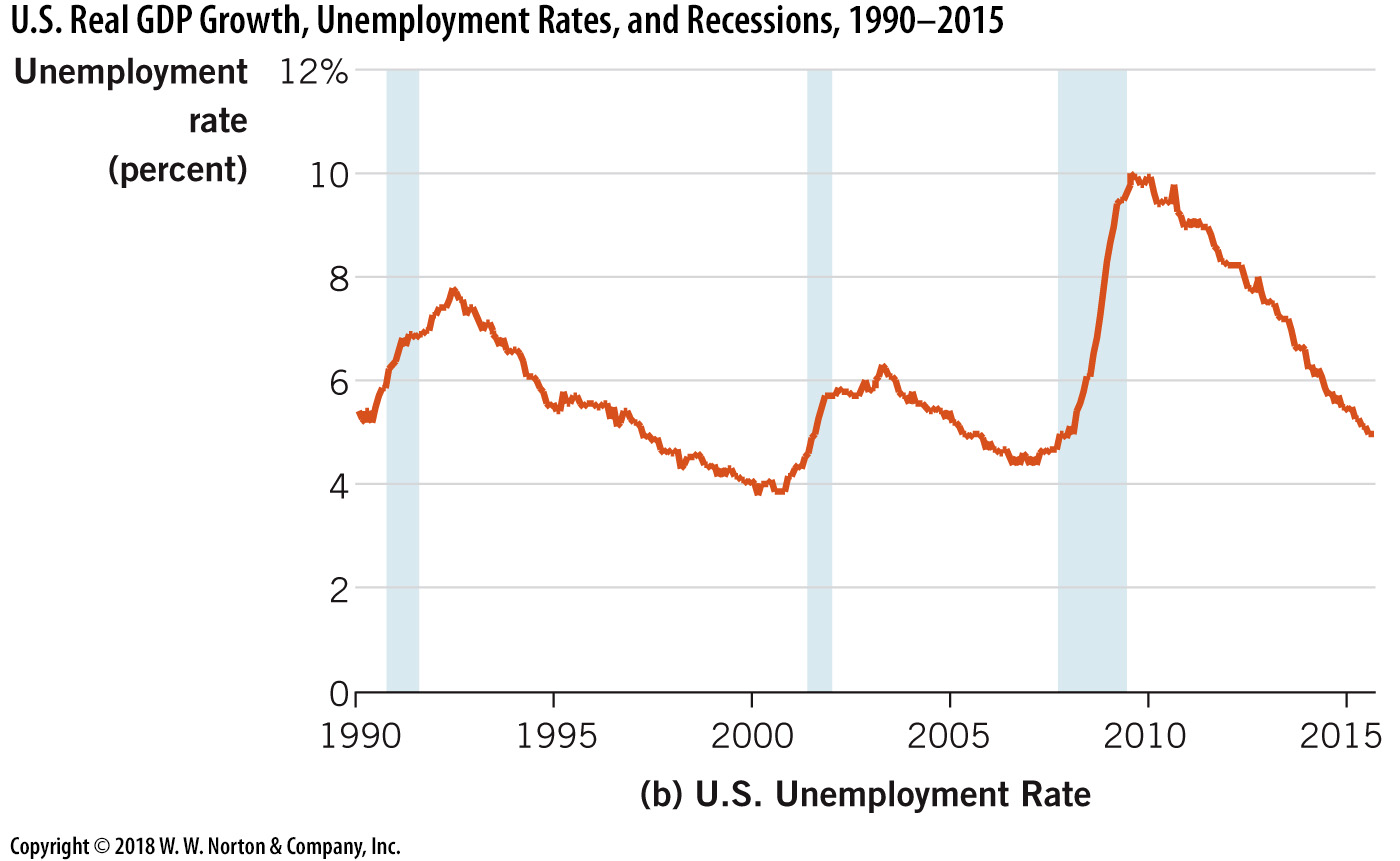 U.S. Real GDP Growth, Unemployment Rates, and Recessions, 1990–2015
Unemployment
rate
(percent)
12%
10
8
6
4
2
0
1990 1995 2000 2005 2010 2015
(b) U.S. Unemployment Rate
Copyright © 2018 W. W. Norton & Company, Inc.